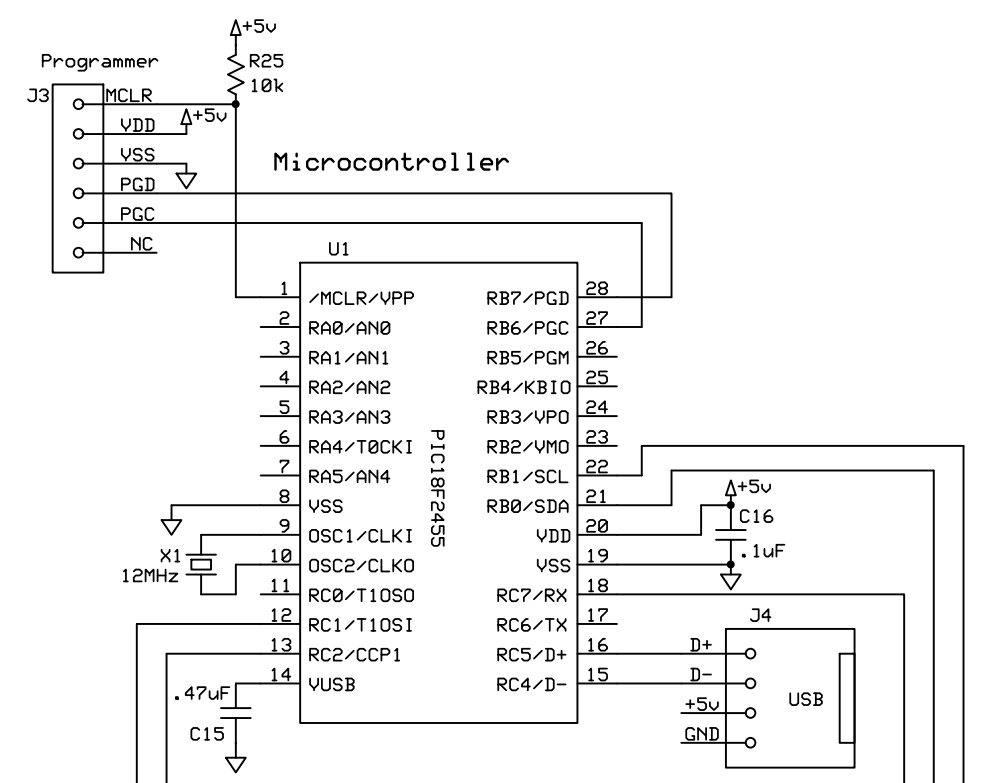 +5v
R25
10k
Programmer
J3
MCLR
+5v
VDD
VSS
PGD
PGC
NC
Microcontroller
U1
1 /MCLR/VPP RB7/PGD 28
2 RA0/AN0 RB6/PGC 27
3 RA1/AN1 RB5/PGM 26
4 RA2/AN2 RB4/KBIO 25
5 RA3/AN3 RB3/VPO 24
6 RA4/T0CKI RB2/VMO 23
7 RA5/AN4 RB1/SCL 22
8 VSS RB0/SDA 21
9 OSC1/CLKI VDD 20
10 OSC2/CLKO VSS 19
11 RC0/T1OSO RC7/RX 18
12 RC1/T1OSI RC6/TX 17
13 RC2/CCP1 RC5/D+ 16
14 VUSB RC4/D- 15
PIC18F2455
X1
12MHz
+5v
C16
.1uF
.47uF
C15
J4
D+
D-
+5v
GND
USB